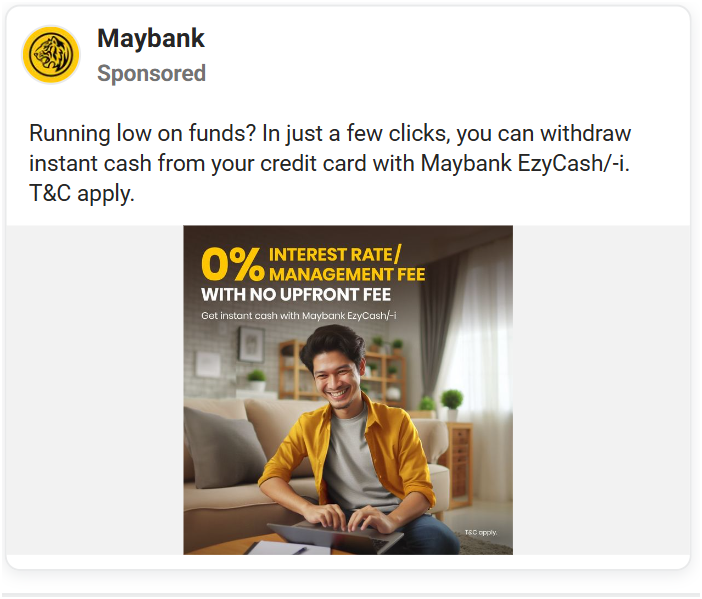 Maybank
Sponsored
Running low on funds? In just a few clicks, you can withdraw
instant cash from your credit card with Maybank EzyCash/-i.
T&C apply.
0% INTEREST RATE/
MANAGEMENT FEE
WITH NO UPFRONT FEE
Get instant cash with Maybank EzyCash/-i
T&C apply.